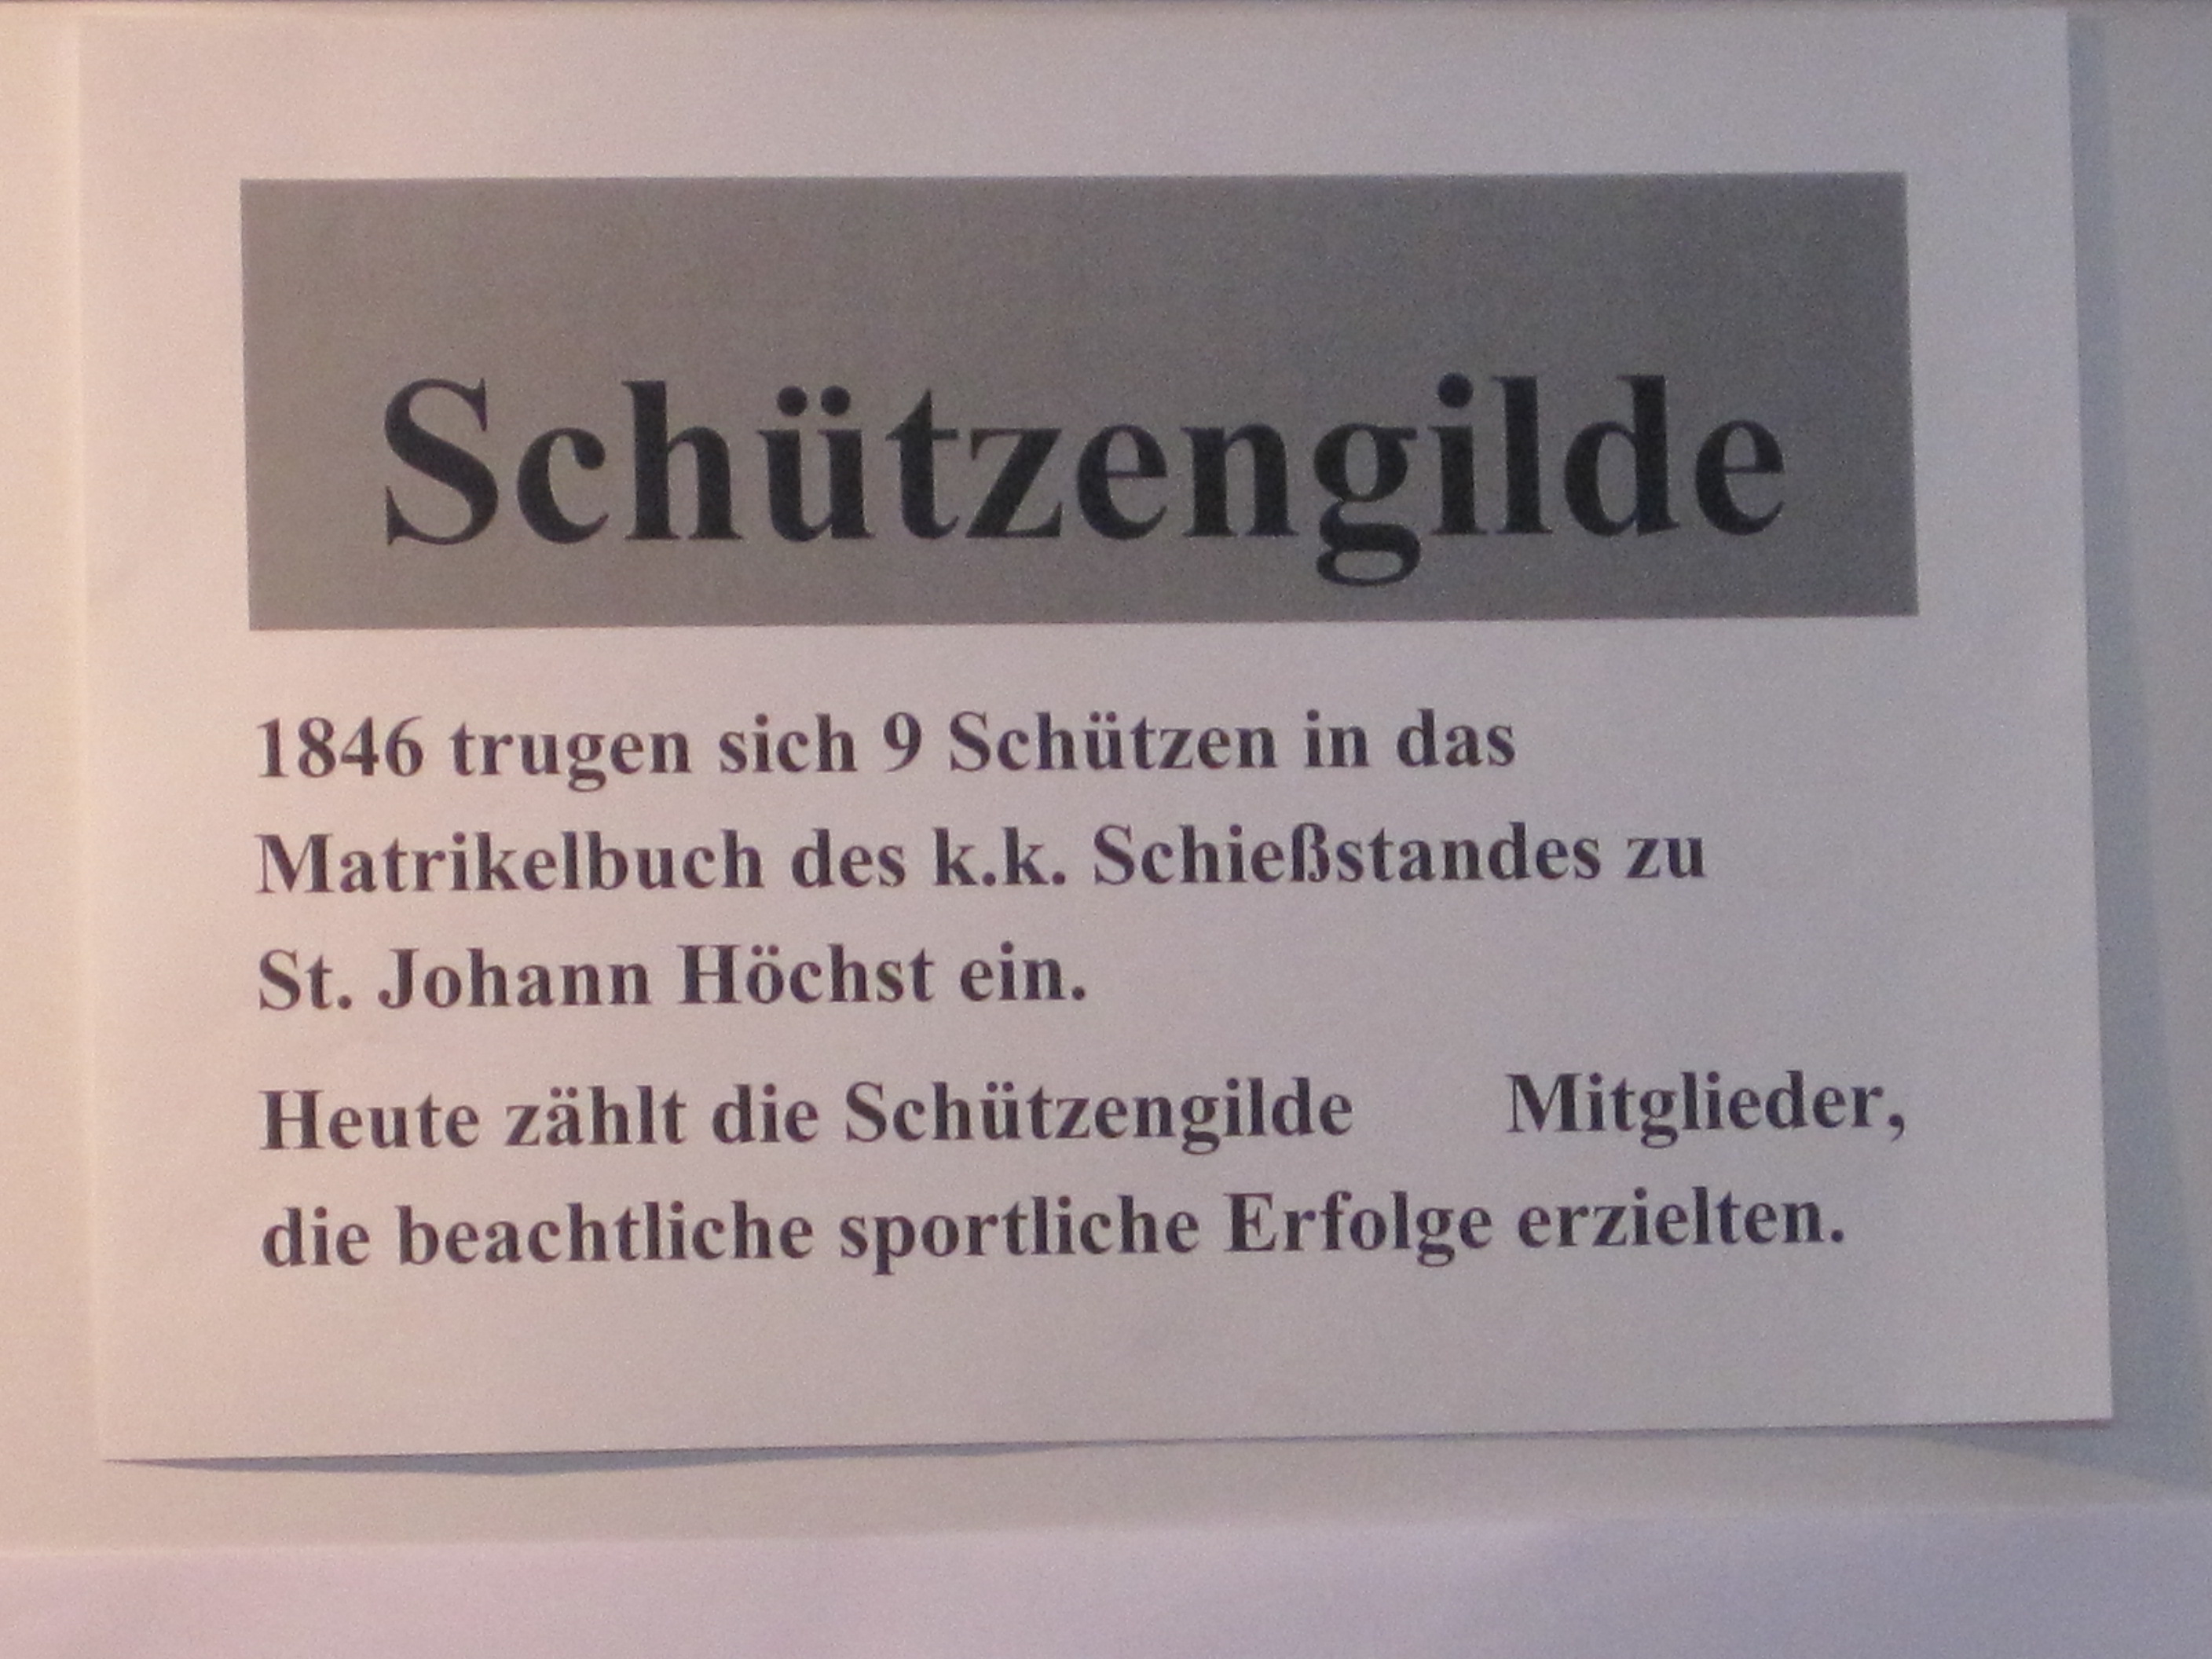 Schützengilde
1846 trugen sich 9 Schützen in das
Matrikelbuch des k.k. Schießstandes zu
St. Johann Höchst ein.
Heute zählt die Schützengilde Mitglieder,
die beachtliche sportliche Erfolge erzielten.